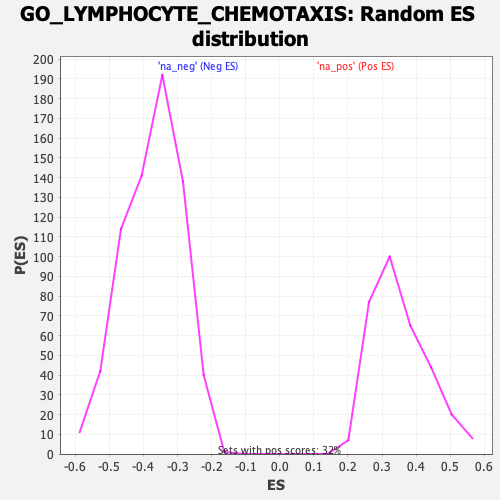 GO_LYMPHOCYTE_CHEMOTAXIS: Random ES
distribution
'na_neg' (Neg ES)
'na_pos' (Pos ES)
200
190
180
170
160
150
140
130
120
110
100
90
80
70
60
50
40
30
20
10
0
P(ES)
Sets with pos scores: 32%
-0.6 -0.5 -0.4 -0.3 -0.2 -0.1 0.0 0.1 0.2 0.3 0.4 0.5 0.6
ES